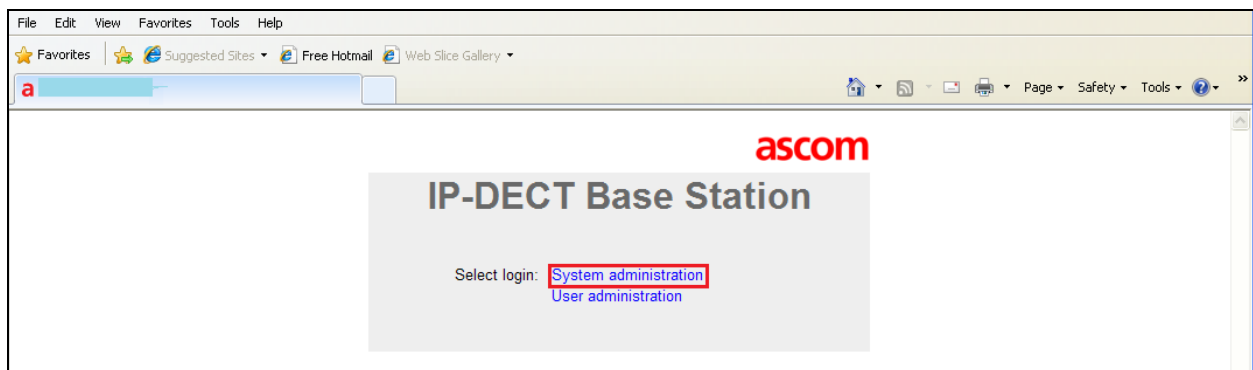 File Edit View Favorites Tools Help
Favorites Suggested Sites Free Hotmail Web Slice Gallery
a Page Safety Tools »
ascom
IP-DECT Base Station
Select login: System administration
User administration